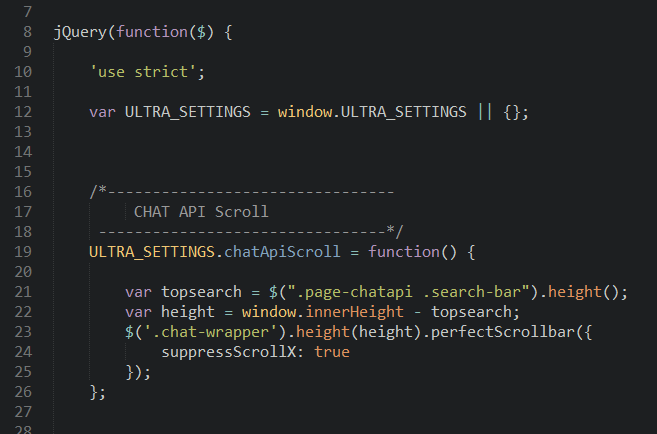 7
8 jQuery(function($) {
9
10 'use strict';
11
12 var ULTRA_SETTINGS = window.ULTRA_SETTINGS || {};
13
14
15
16 /*--------------------------------
17 CHAT API Scroll
18 --------------------------------*/
19 ULTRA_SETTINGS.chatApiScroll = function() {
20
21 var topsearch = $(".page-chatapi .search-bar").height();
22 var height = window.innerHeight - topsearch;
23 $('.chat-wrapper').height(height).perfectScrollbar({
24 suppressScrollX: true
25 });
26 };
27
28